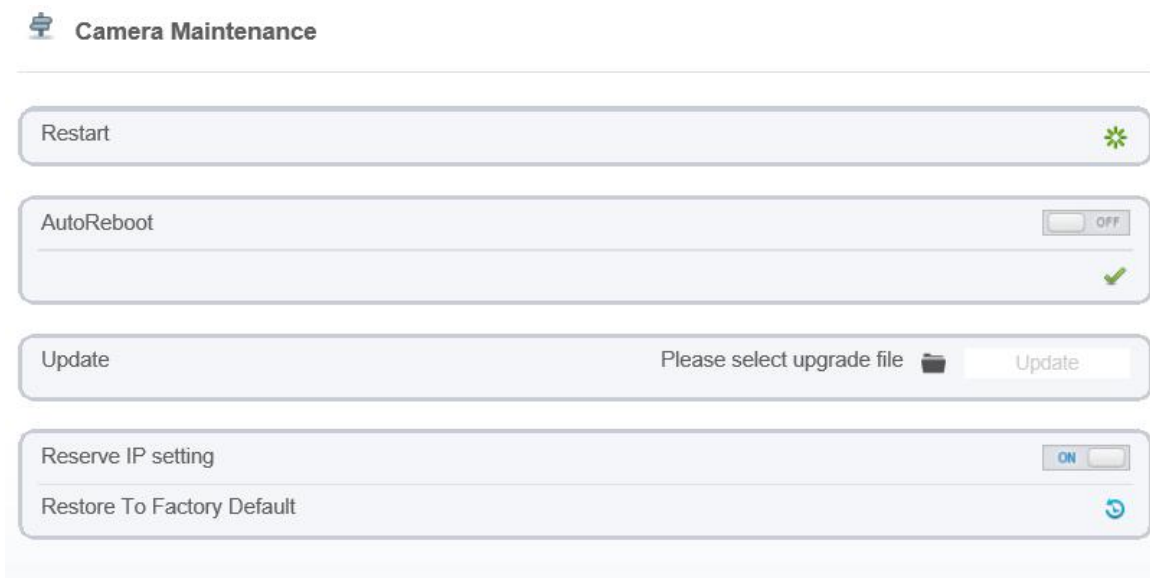 Camera Maintenance
Restart
AutoReboot OFF
Update Please select upgrade file Update
Reserve IP setting ON
Restore To Factory Default